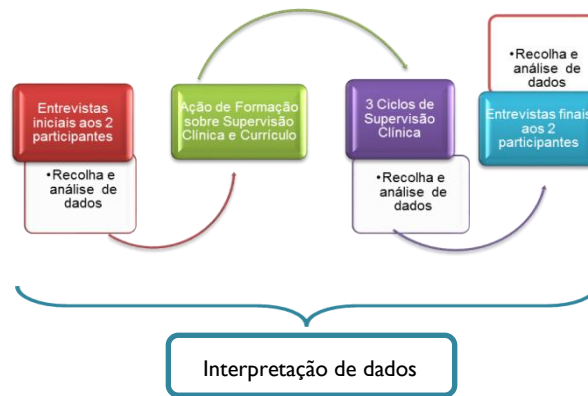 Entrevistas
iniciais aos 2
participantes
•Recolha e
análise de
dados
Ação de Formação
sobre Supervisão
Clínica e Currículo
3 Ciclos de
Supervisão
Clínica
•Recolha e
análise de
dados
•Recolha e
análise de
dados
Entrevistas finais
aos 2
participantes
Interpretação de dados